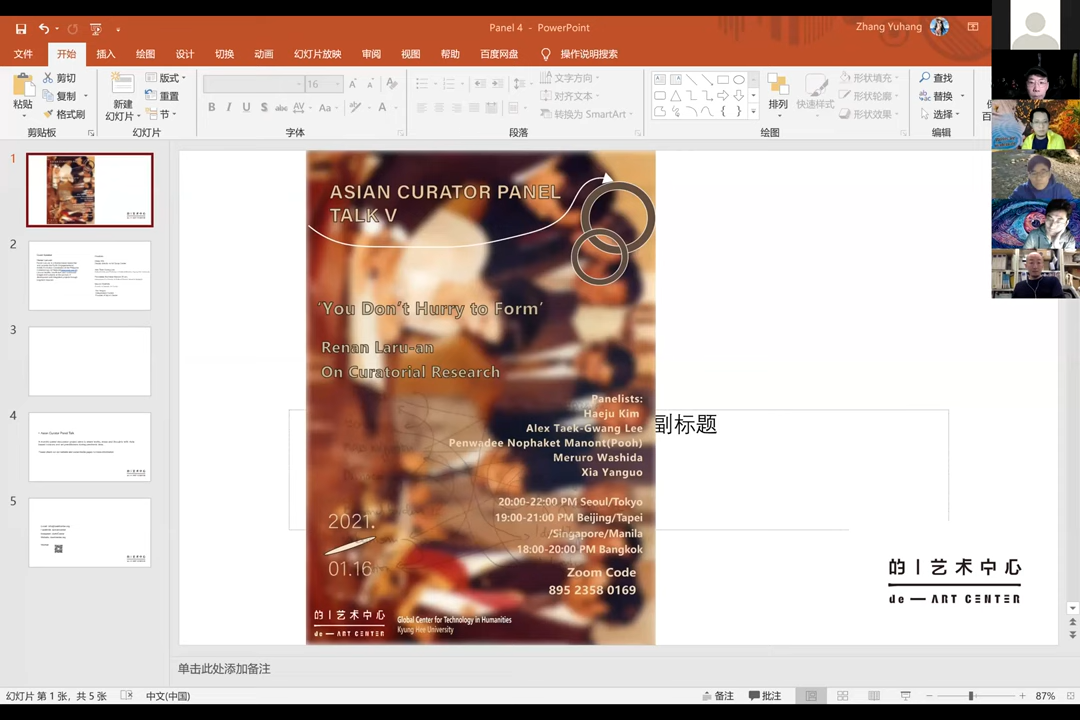 Panel 4 - PowerPoint
Zhang Yuhang
文件 开始 插入 绘图 设计 切换 动画 幻灯片放映 审阅 视图 帮助 百度网盘 操作说明搜索
粘贴 剪切 复制 格式刷
剪贴板
新建 幻灯片 版式 重置 节
幻灯片
16
字体
文字方向
对齐文本
转换为 SmartArt
段落
排列 快速样式 形状填充 形状轮廓 形状效果
绘图
查找
替换
选择
编辑
1
2
3
4
5
ASIAN CURATOR PANEL
TALK V
'You Don't Hurry to Form'
Renan Laru-an
On Curatorial Research
Panelists:
Haeju Kim
Alex Taek-Gwang Lee
Penwadee Nophaket Manont(Pooh)
Meruro Washida
Xia Yanguo
20:00-22:00 PM Seoul/Tokyo
19:00-21:00 PM Beijing/Tapei
/Singapore/Manila
18:00-20:00 PM Bangkok
2021.
01.16
Zoom Code
895 2358 0169
的丨艺术中心
de — ART CENTER
Global Center for Technology in Humanities
Kyung Hee University
副标题
的丨艺术中心
de — ART CENTER
单击此处添加备注
幻灯片 第 1 张，共 5 张 中文(中国) 备注 批注 87%